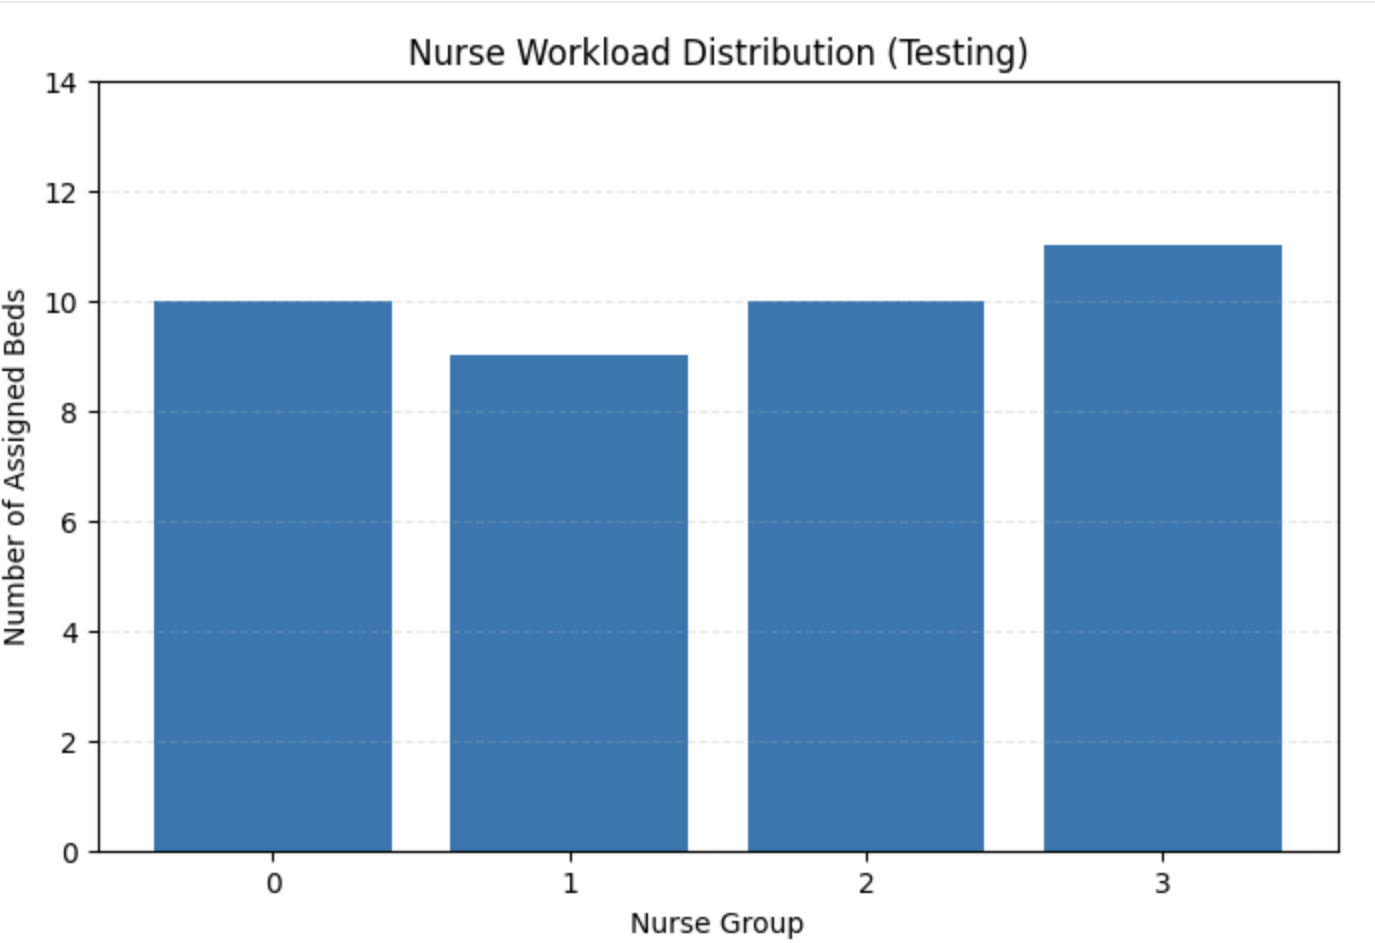 Nurse Workload Distribution (Testing)
14
12
10
8
6
4
2
0
Number of Assigned Beds
0 1 2 3
Nurse Group